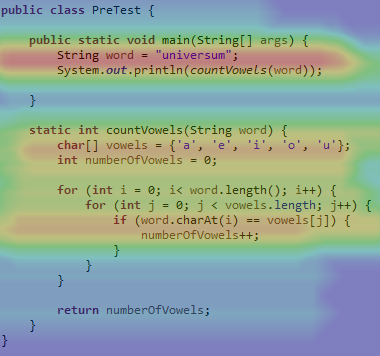 public class PreTest {
public static void main(String[] args) {
String word = "universum";
System.out.println(countVowels(word));
}
static int countVowels(String word) {
char[] vowels = {'a', 'e', 'i', 'o', 'u'};
int numberOfVowels = 0;
for (int i = 0; i< word.length(); i++) {
for (int j = 0; j < vowels.length; j++) {
if (word.charAt(i) == vowels[j]) {
numberOfVowels++;
}
}
}
return numberOfVowels;
}
}